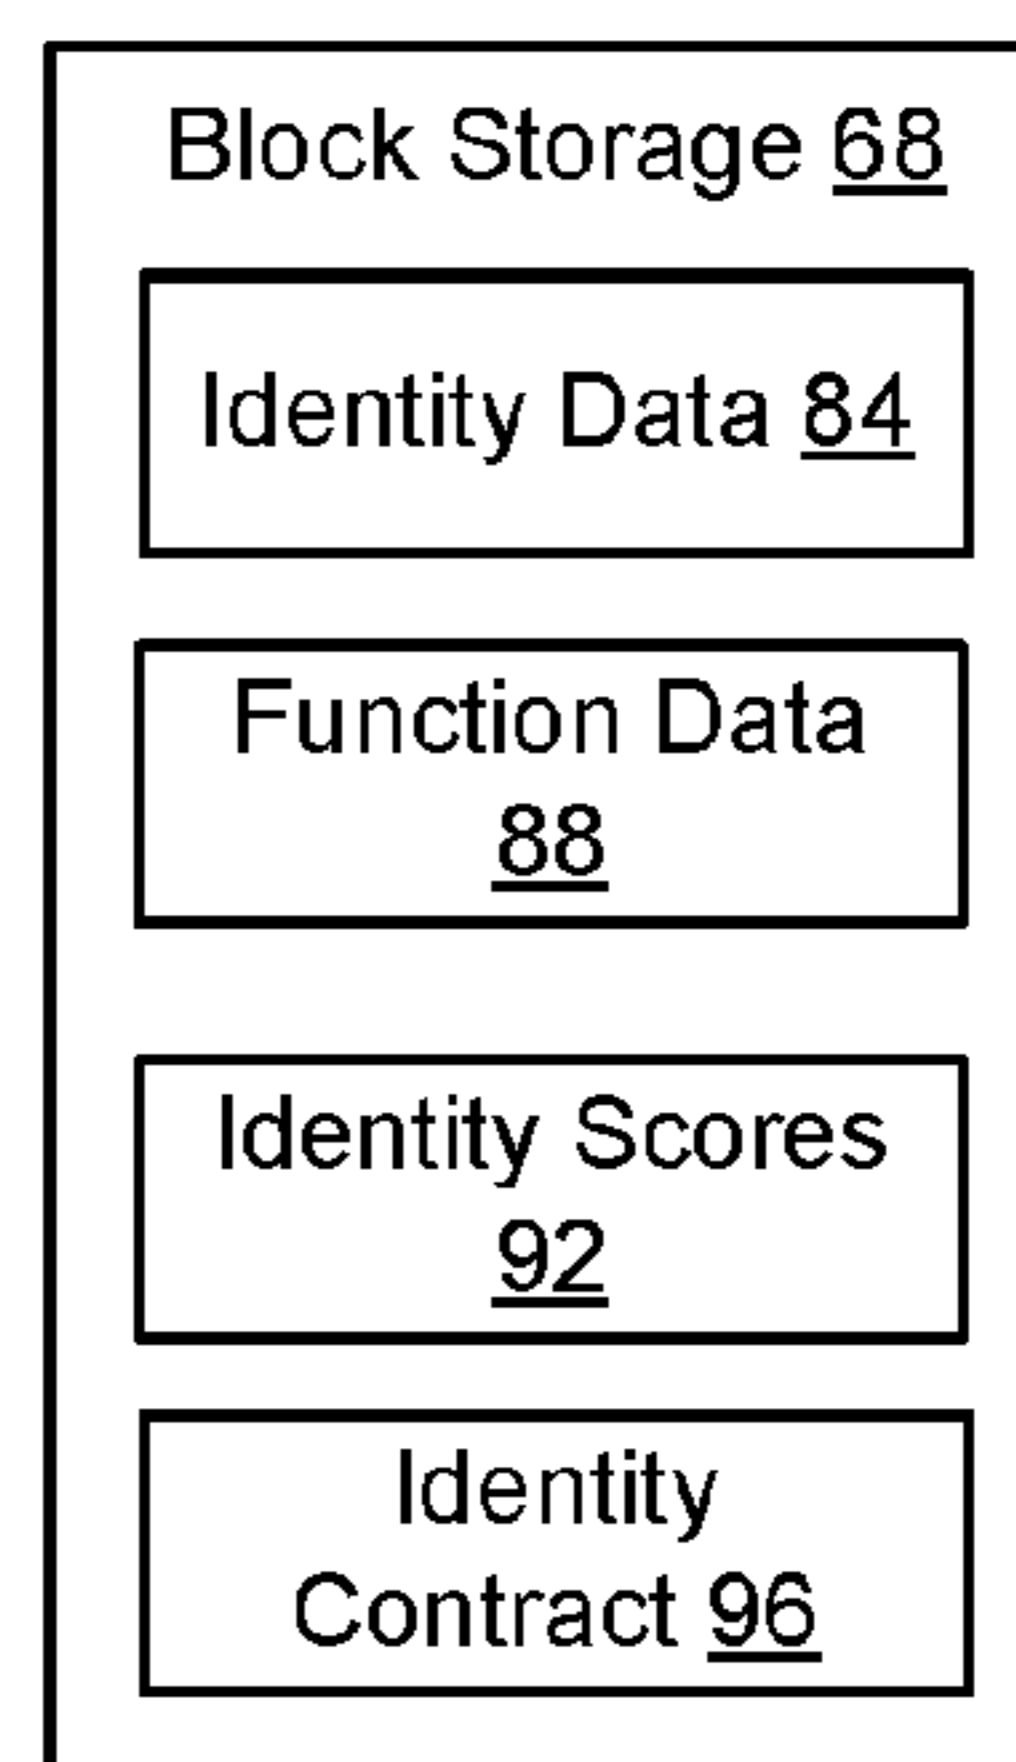 Block Storage 68
Identity Data 84
Function Data
88
Identity Scores
92
Identity
Contract 96